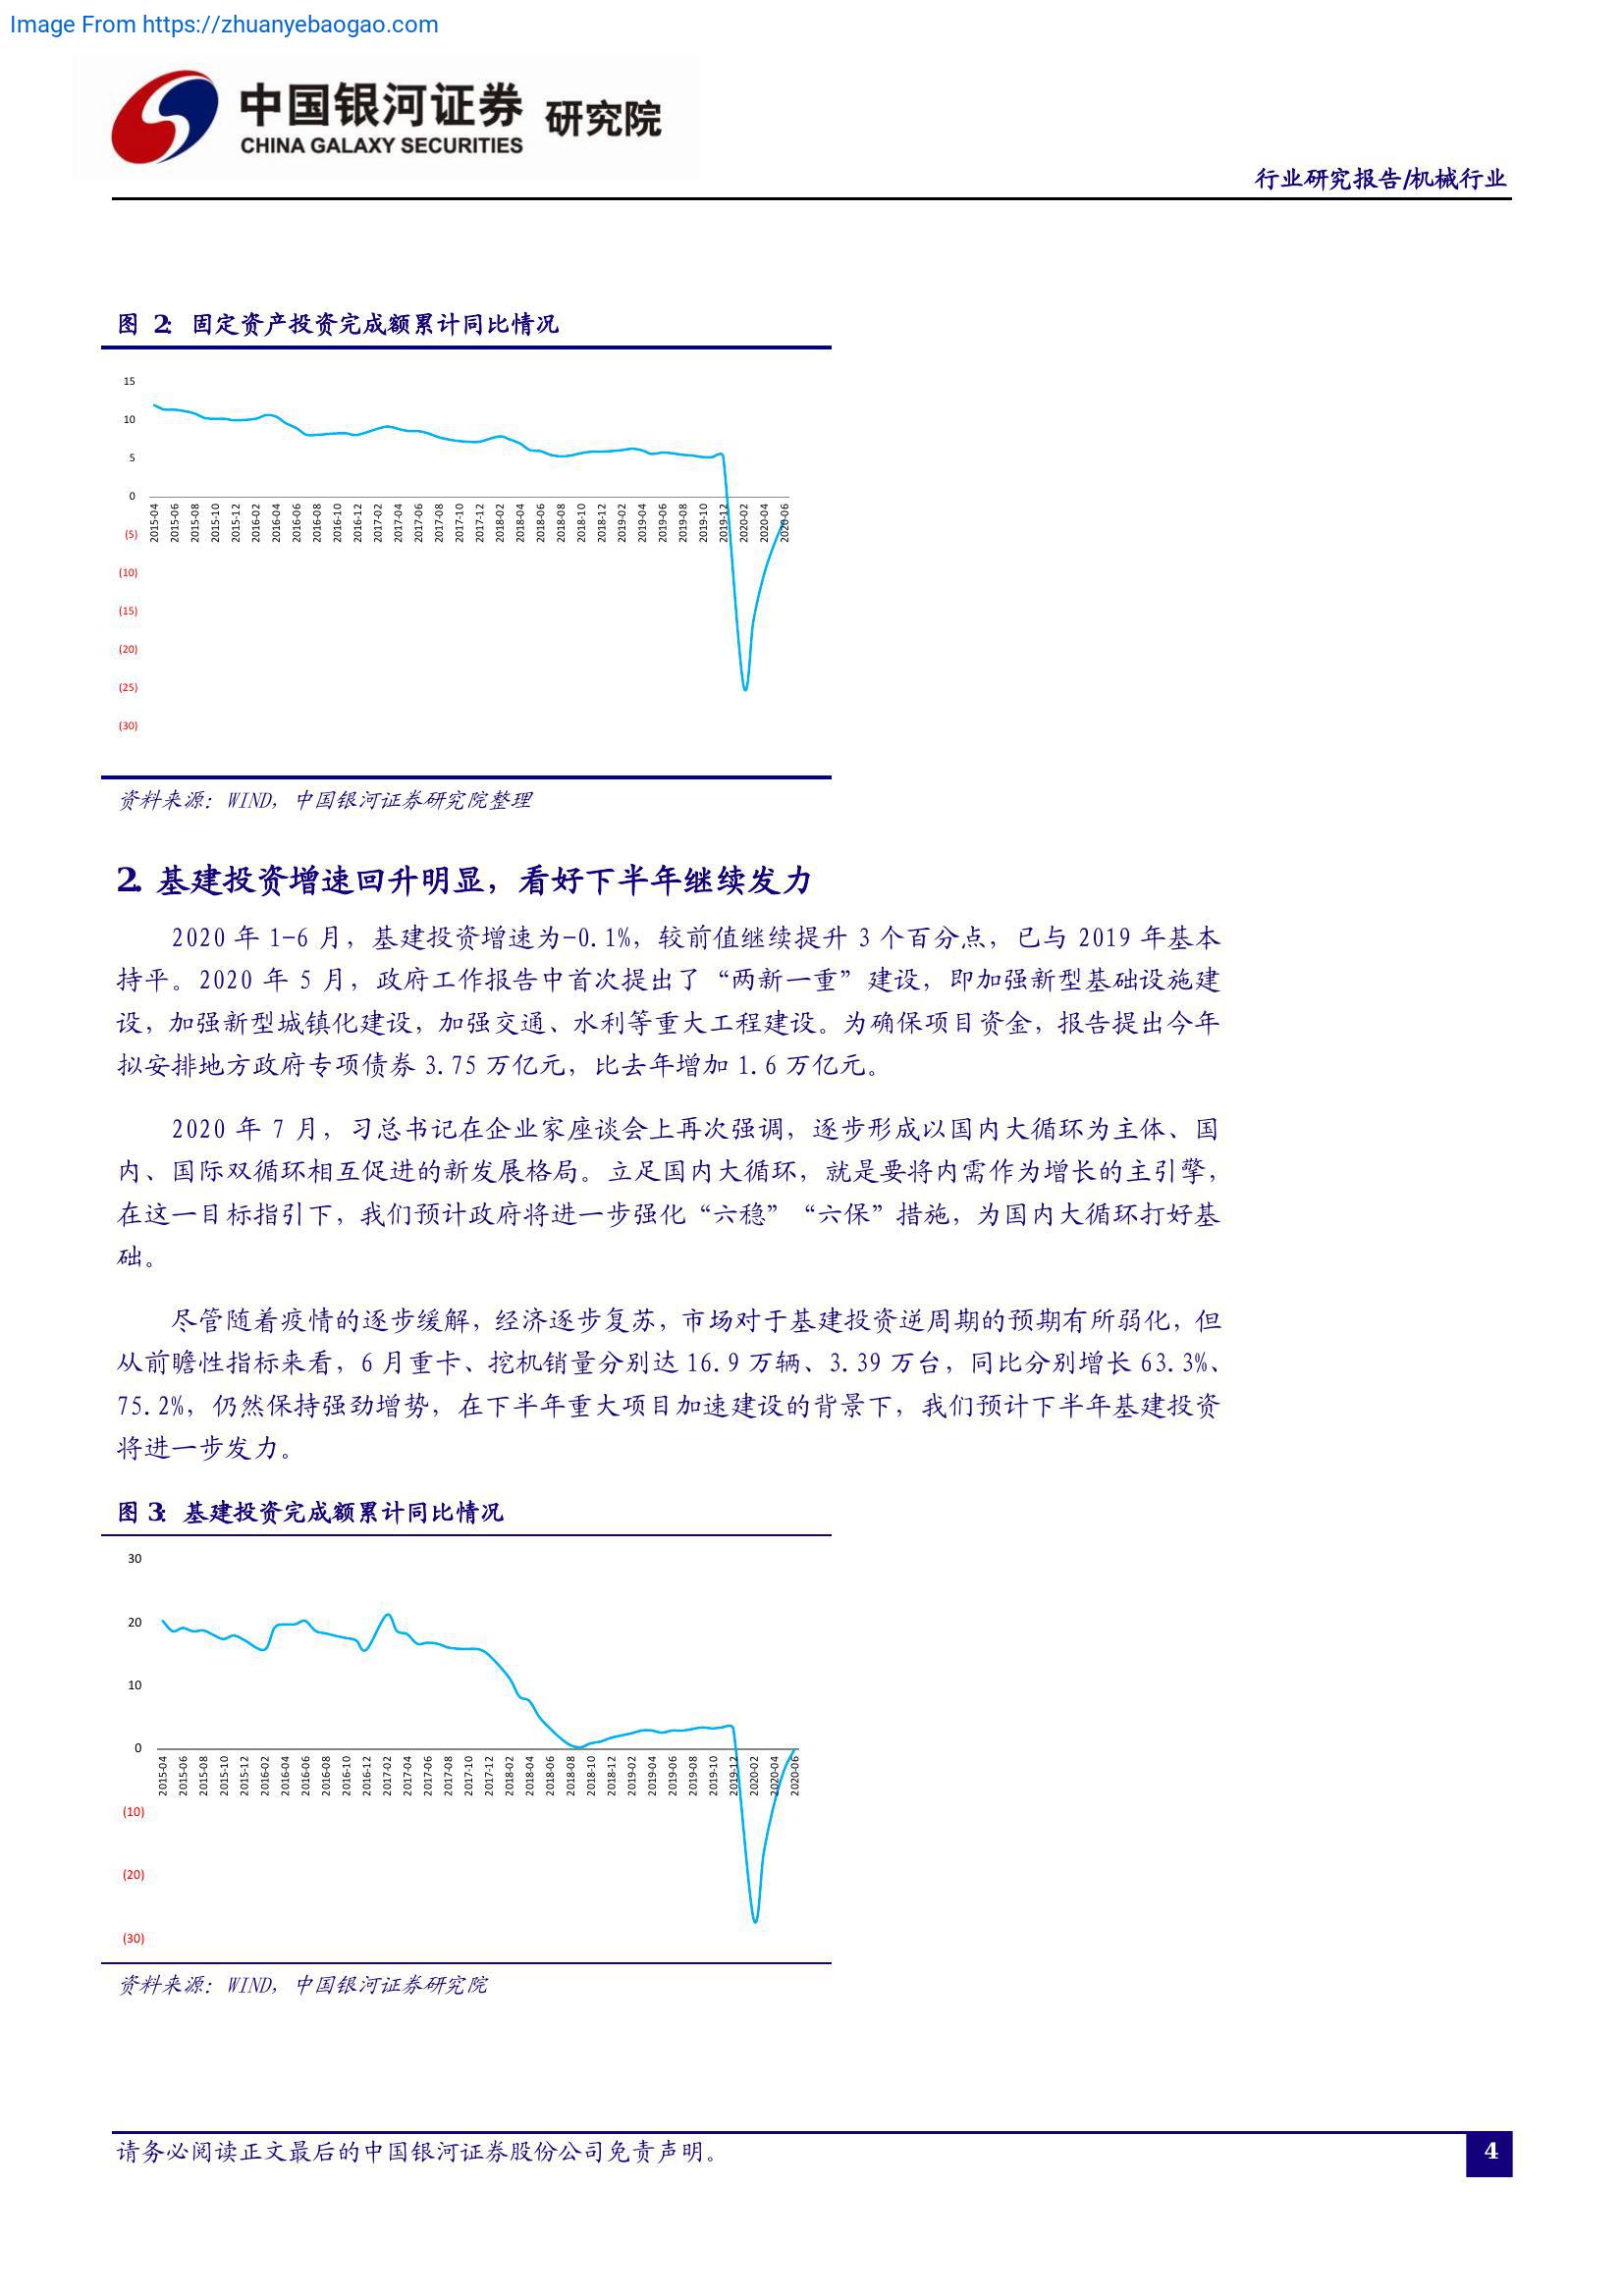 Image From https://zhuanyebaogao.com
中国银河证券 研究院
CHINA GALAXY SECURITIES
行业研究报告/机械行业
图 2: 固定资产投资完成额累计同比情况
15
10
5
0
(5)
(10)
(15)
(20)
(25)
(30)
2015-04 2015-06 2015-08 2015-10 2015-12 2016-02 2016-04 2016-06 2016-08 2016-10 2016-12 2017-02 2017-04 2017-06 2017-08 2017-10 2017-12 2018-02 2018-04 2018-06 2018-08 2018-10 2018-12 2019-02 2019-04 2019-06 2019-08 2019-10 2019-12 2020-02 2020-04 2020-06
资料来源: WIND, 中国银河证券研究院整理
2. 基建投资增速回升明显，看好下半年继续发力
2020 年 1-6 月，基建投资增速为-0.1%，较前值继续提升 3 个百分点，已与 2019 年基本
持平。2020 年 5 月，政府工作报告中首次提出了“两新一重”建设，即加强新型基础设施建
设，加强新型城镇化建设，加强交通、水利等重大工程建设。为确保项目资金，报告提出今年
拟安排地方政府专项债券 3.75 万亿元，比去年增加 1.6 万亿元。
2020 年 7 月，习总书记在企业家座谈会上再次强调，逐步形成以国内大循环为主体、国
内、国际双循环相互促进的新发展格局。立足国内大循环，就是要将内需作为增长的主引擎，
在这一目标指引下，我们预计政府将进一步强化“六稳”“六保”措施，为国内大循环打好基
础。
尽管随着疫情的逐步缓解，经济逐步复苏，市场对于基建投资逆周期的预期有所弱化，但
从前瞻性指标来看，6 月重卡、挖机销量分别达 16.9 万辆、3.39 万台，同比分别增长 63.3%、
75.2%，仍然保持强劲增势，在下半年重大项目加速建设的背景下，我们预计下半年基建投资
将进一步发力。
图 3: 基建投资完成额累计同比情况
30
20
10
0
(10)
(20)
(30)
2015-04 2015-06 2015-08 2015-10 2015-12 2016-02 2016-04 2016-06 2016-08 2016-10 2016-12 2017-02 2017-04 2017-06 2017-08 2017-10 2017-12 2018-02 2018-04 2018-06 2018-08 2018-10 2018-12 2019-02 2019-04 2019-06 2019-08 2019-10 2019-12 2020-02 2020-04 2020-06
资料来源: WIND, 中国银河证券研究院
请务必阅读正文最后的中国银河证券股份公司免责声明。
4